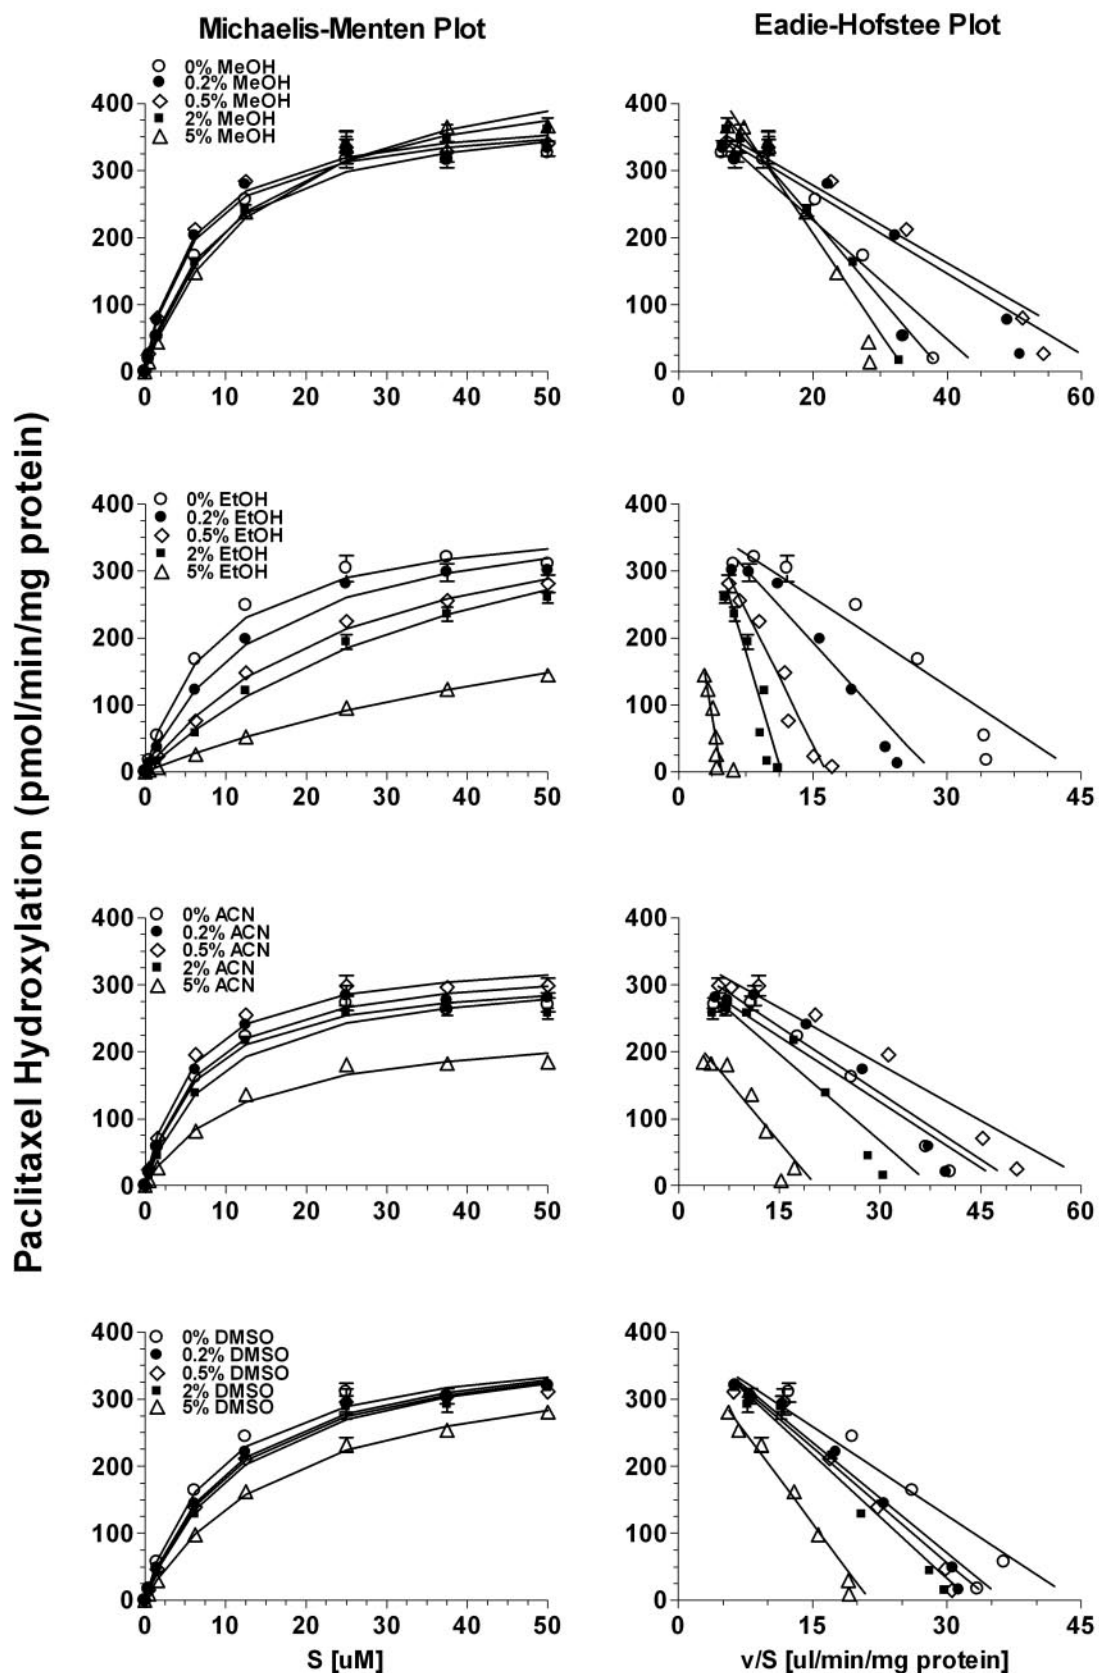 Michaelis-Menten Plot
Eadie-Hofstee Plot
Paclitaxel Hydroxylation (pmol/min/mg protein)
0% MeOH
0.2% MeOH
0.5% MeOH
2% MeOH
5% MeOH
400
300
200
100
0
0 10 20 30 40 50
400
300
200
100
0
0 20 40 60
0% EtOH
0.2% EtOH
0.5% EtOH
2% EtOH
5% EtOH
400
300
200
100
0
0 10 20 30 40 50
400
300
200
100
0
0 15 30 45
0% ACN
0.2% ACN
0.5% ACN
2% ACN
5% ACN
400
300
200
100
0
0 10 20 30 40 50
400
300
200
100
0
0 15 30 45 60
0% DMSO
0.2% DMSO
0.5% DMSO
2% DMSO
5% DMSO
400
300
200
100
0
0 10 20 30 40 50
S [uM]
400
300
200
100
0
0 15 30 45
v/S [ul/min/mg protein]